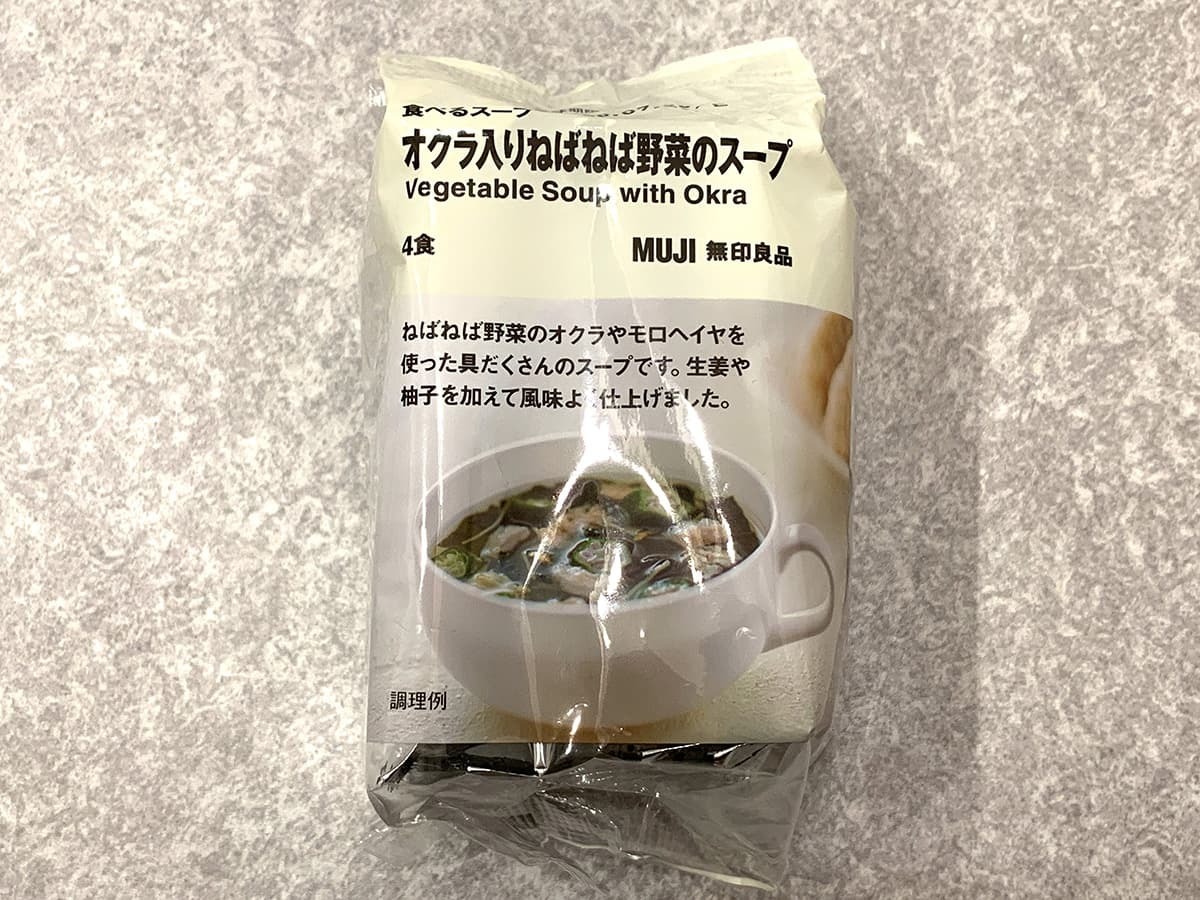 食べるスープ
オクラ入りねばねば野菜のスープ
Vegetable Soup with Okra
4食
MUJI 無印良品
ねばねば野菜のオクラやモロヘイヤを
使った具だくさんのスープです。生姜や
柚子を加えて風味よく仕上げました。
調理例